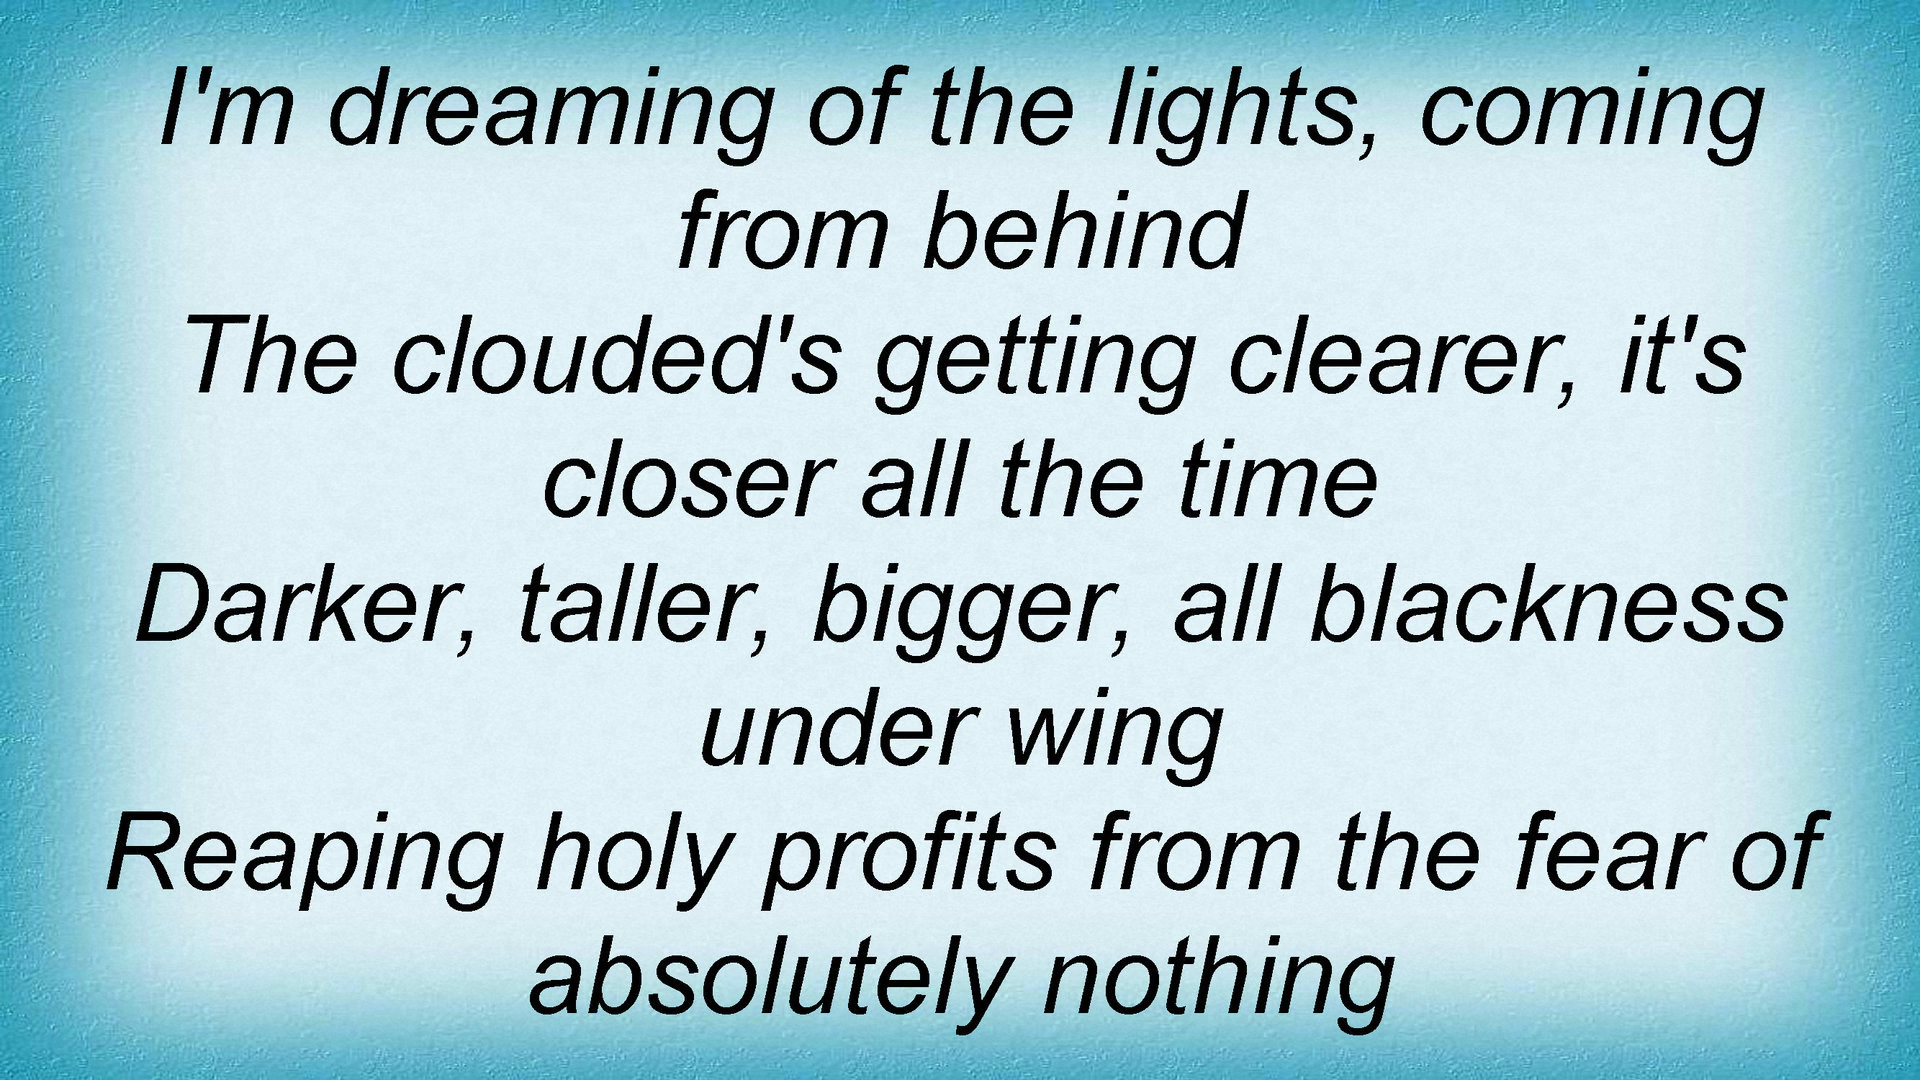 I'm dreaming of the lights, coming
from behind
The clouded's getting clearer, it's
closer all the time
Darker, taller, bigger, all blackness
under wing
Reaping holy profits from the fear of
absolutely nothing